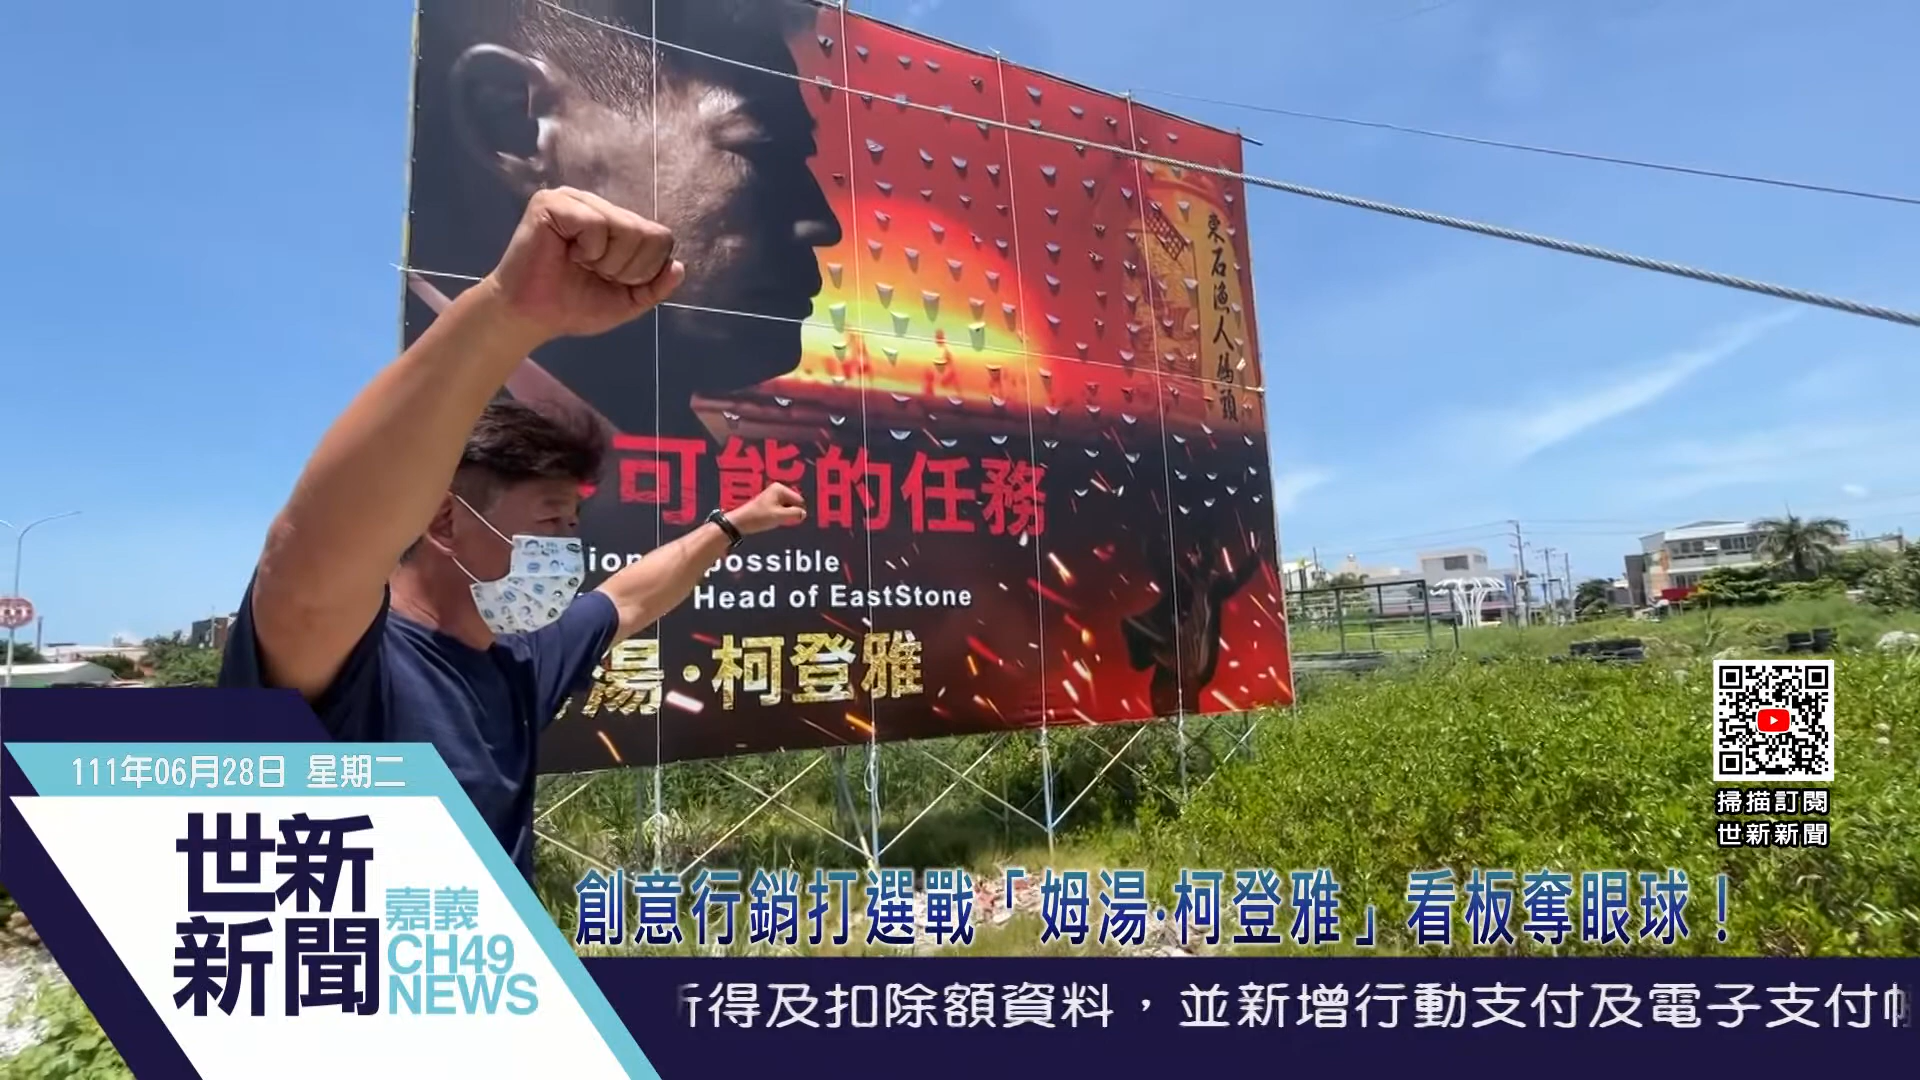 東石漁人碼頭
可能的任務
ion possible
Head of EastStone
湯·柯登雅
111年06月28日 星期二
世新
新聞
嘉義
CH49
NEWS
掃描訂閱
世新新聞
創意行銷打選戰「姆湯·柯登雅」看板奪眼球！
得及扣除額資料，並新增行動支付及電子支付